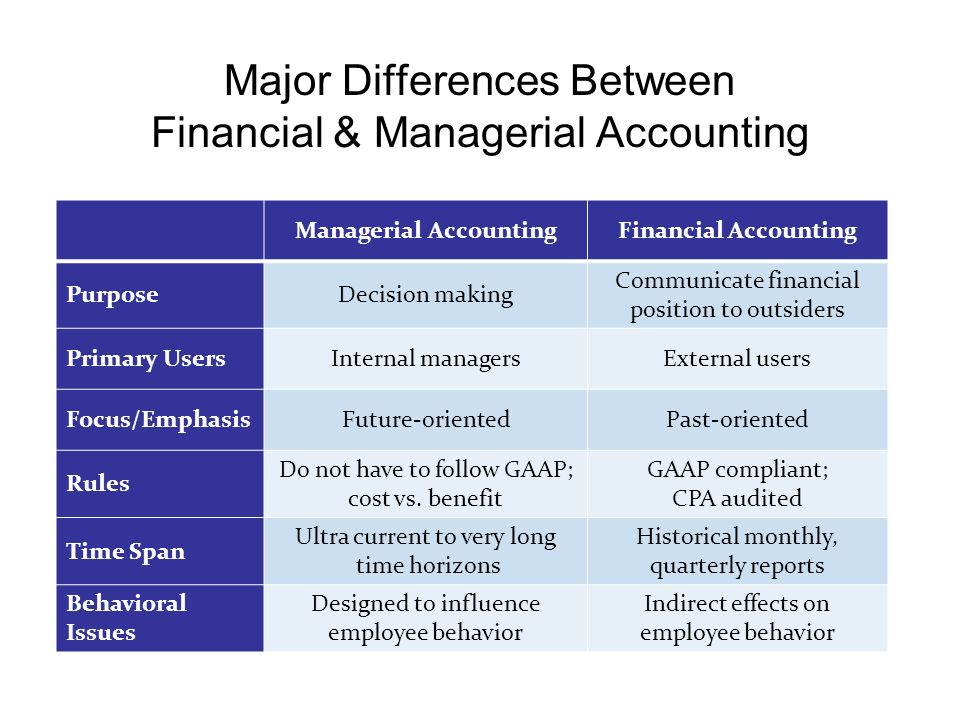 Major Differences Between
Financial & Managerial Accounting
Managerial Accounting
Financial Accounting
Purpose
Decision making
Communicate financial
position to outsiders
Primary Users
Internal managers
External users
Focus/Emphasis
Future-oriented
Past-oriented
Rules
Do not have to follow GAAP;
cost vs. benefit
GAAP compliant;
CPA audited
Time Span
Ultra current to very long
time horizons
Historical monthly,
quarterly reports
Behavioral
Issues
Designed to influence
employee behavior
Indirect effects on
employee behavior